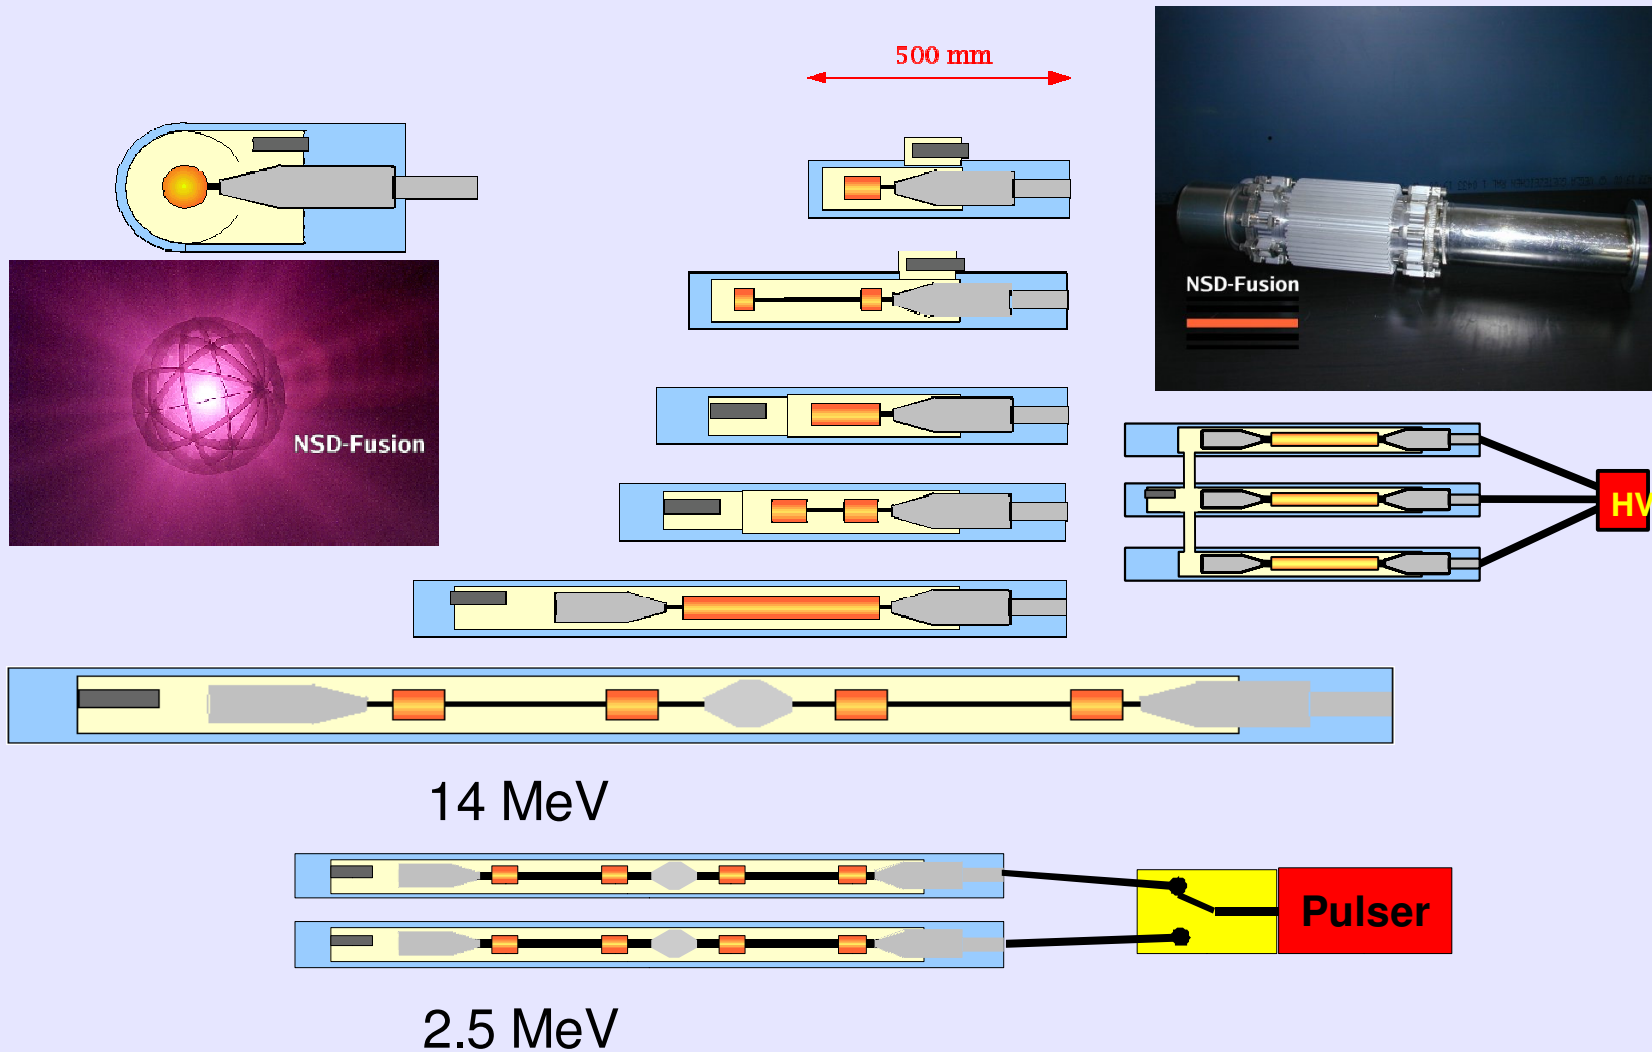 500 mm
NSD-Fusion
NSD-Fusion
HV
14 MeV
Pulser
2.5 MeV